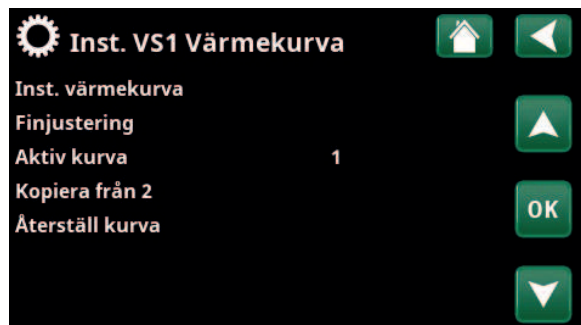 Inst. VS1 Värmekurva
Inst. värmekurva
Finjustering
Aktiv kurva 1
Kopiera från 2
Återställ kurva
OK